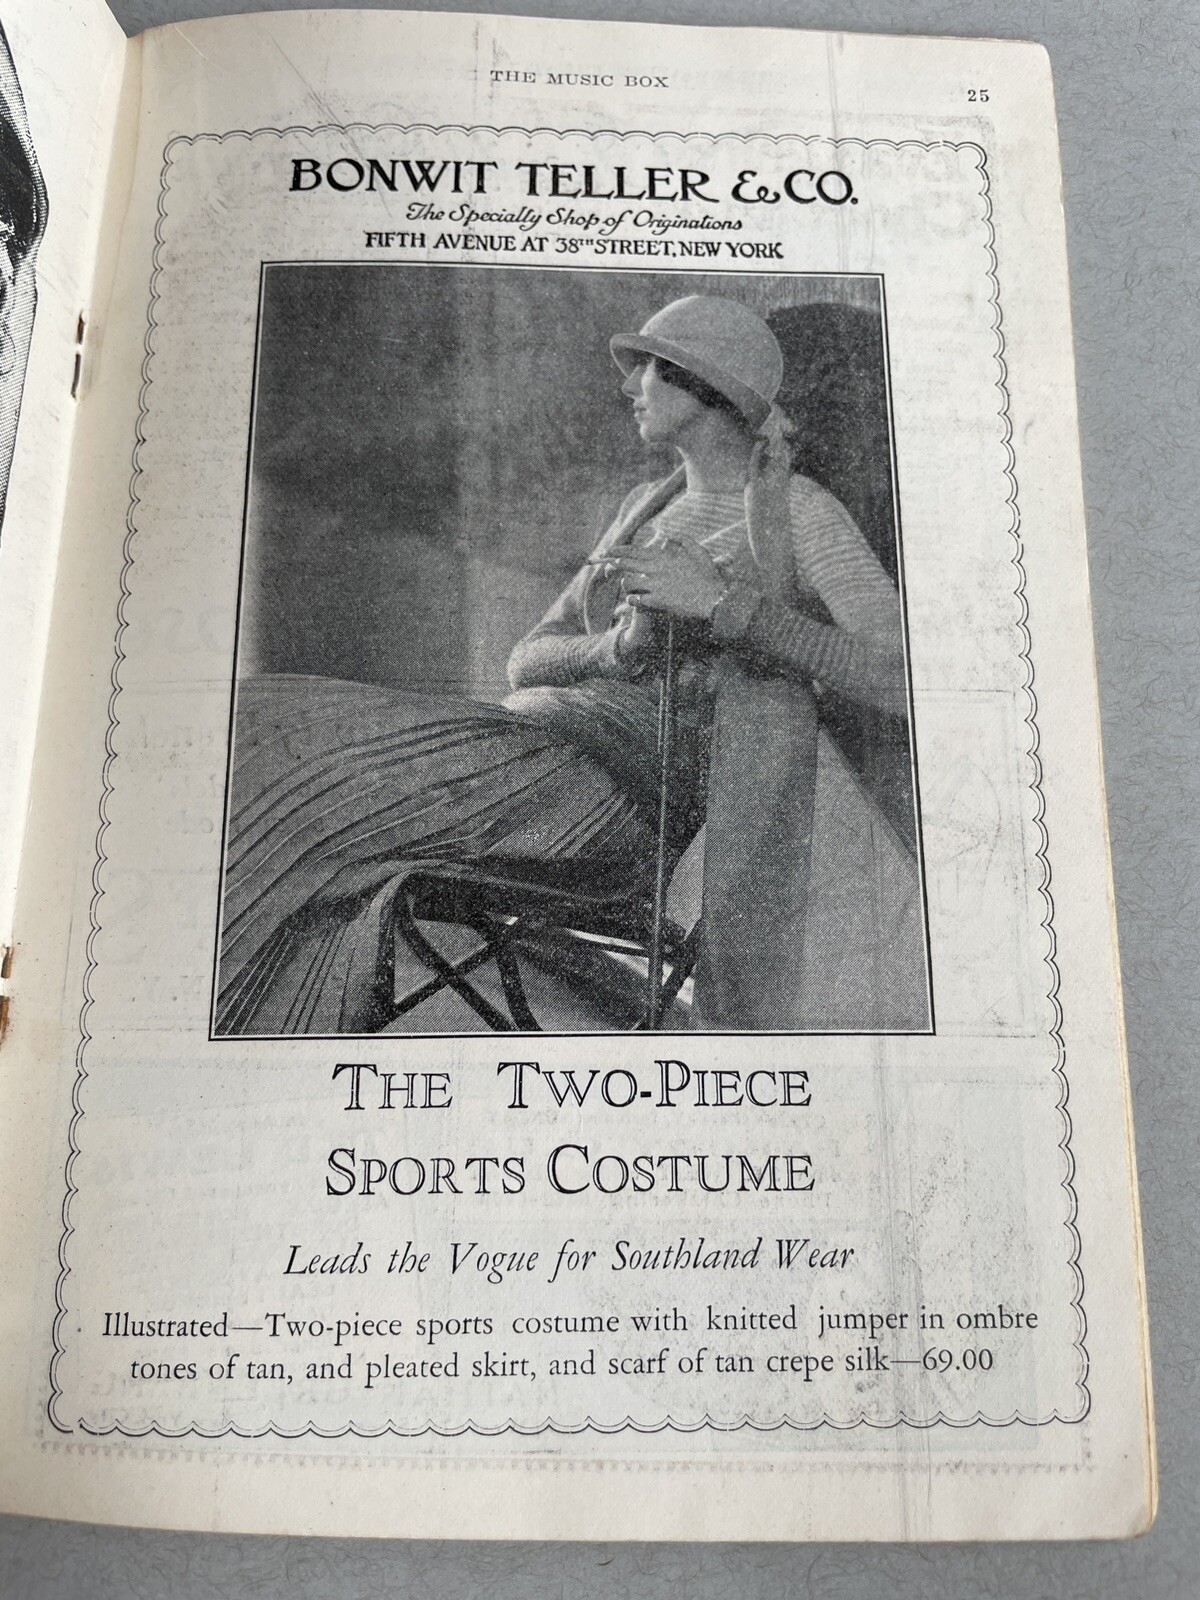 THE MUSIC BOX
25
BONWIT TELLER & CO.
The Specialty Shop of Originations
FIFTH AVENUE AT 38TH STREET, NEW YORK
THE TWO-PIECE
SPORTS COSTUME
Leads the Vogue for Southland Wear
Illustrated—Two-piece sports costume with knitted jumper in ombre
tones of tan, and pleated skirt, and scarf of tan crepe silk—69.00